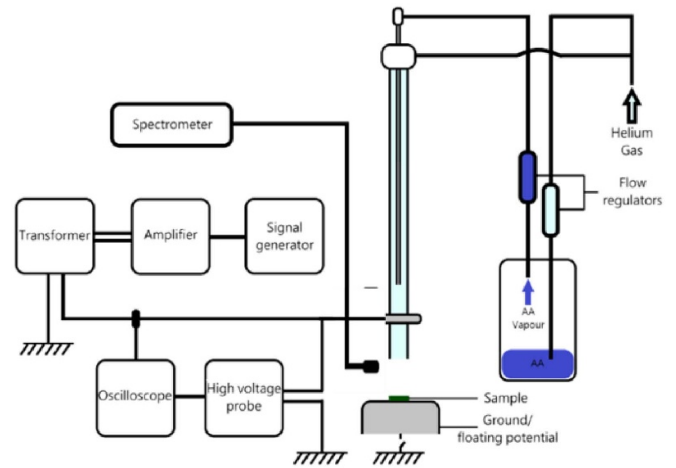 Spectrometer
Helium
Gas
Flow
regulators
Transformer
Amplifier
Signal
generator
AA
Vapour
AA
Oscilloscope
High voltage
probe
Sample
Ground/
floating potential